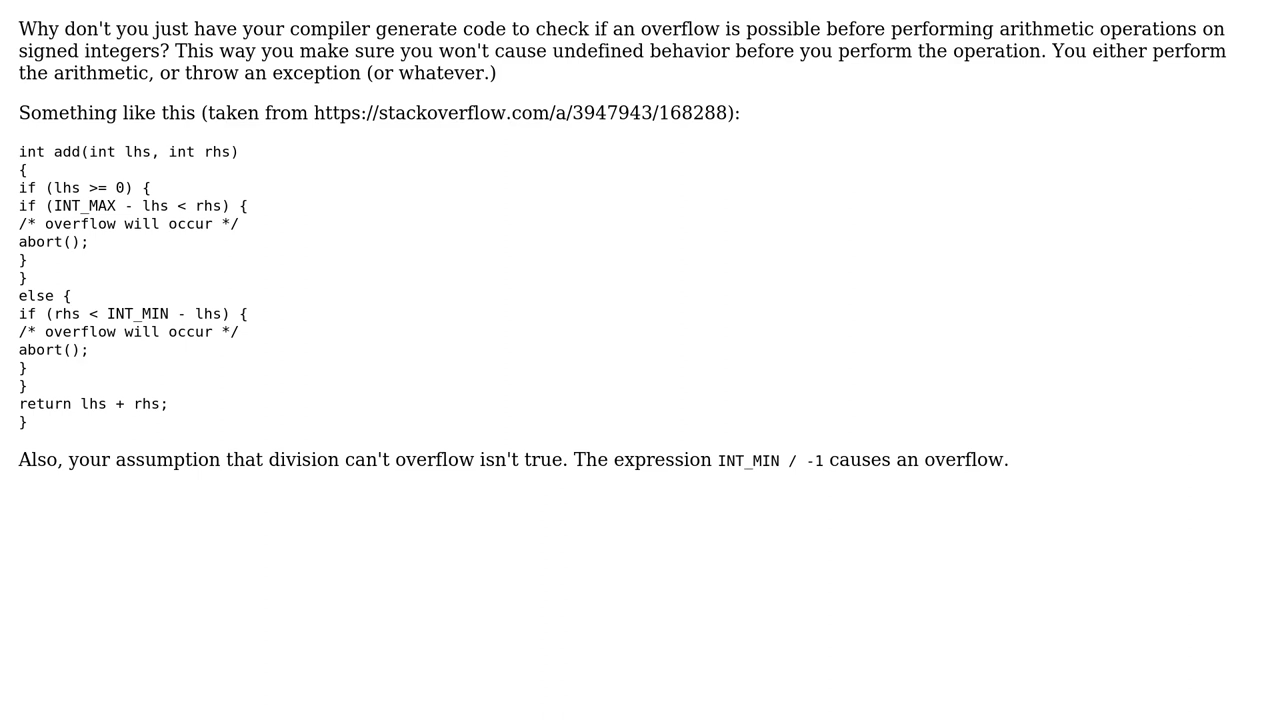 Why don't you just have your compiler generate code to check if an overflow is possible before performing arithmetic operations on
signed integers? This way you make sure you won't cause undefined behavior before you perform the operation. You either perform
the arithmetic, or throw an exception (or whatever.)
Something like this (taken from https://stackoverflow.com/a/3947943/168288):
int add(int lhs, int rhs)
{
if (lhs >= 0) {
if (INT_MAX - lhs < rhs) {
/* overflow will occur */
abort();
}
}
else {
if (rhs < INT_MIN - lhs) {
/* overflow will occur */
abort();
}
}
return lhs + rhs;
}
Also, your assumption that division can't overflow isn't true. The expression INT_MIN / -1 causes an overflow.